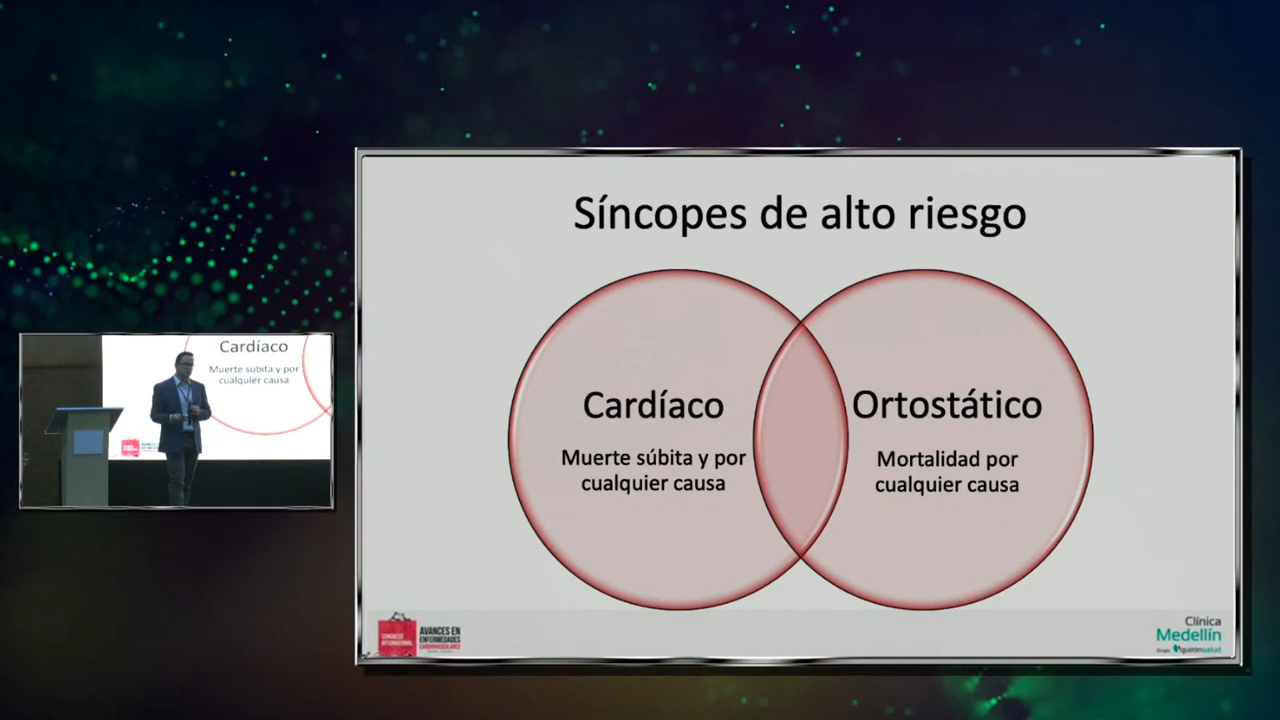 Síncopes de alto riesgo
Cardíaco
Muerte súbita y por
cualquier causa
Ortostático
Mortalidad por
cualquier causa
CONGRESO
INTERNACIONAL
AVANCES EN
ENFERMEDADES
CARDIOVASCULARES
Clínica
Medellín
Grupo quirónsalud
Cardíaco
Muerte súbita y por
cualquier causa